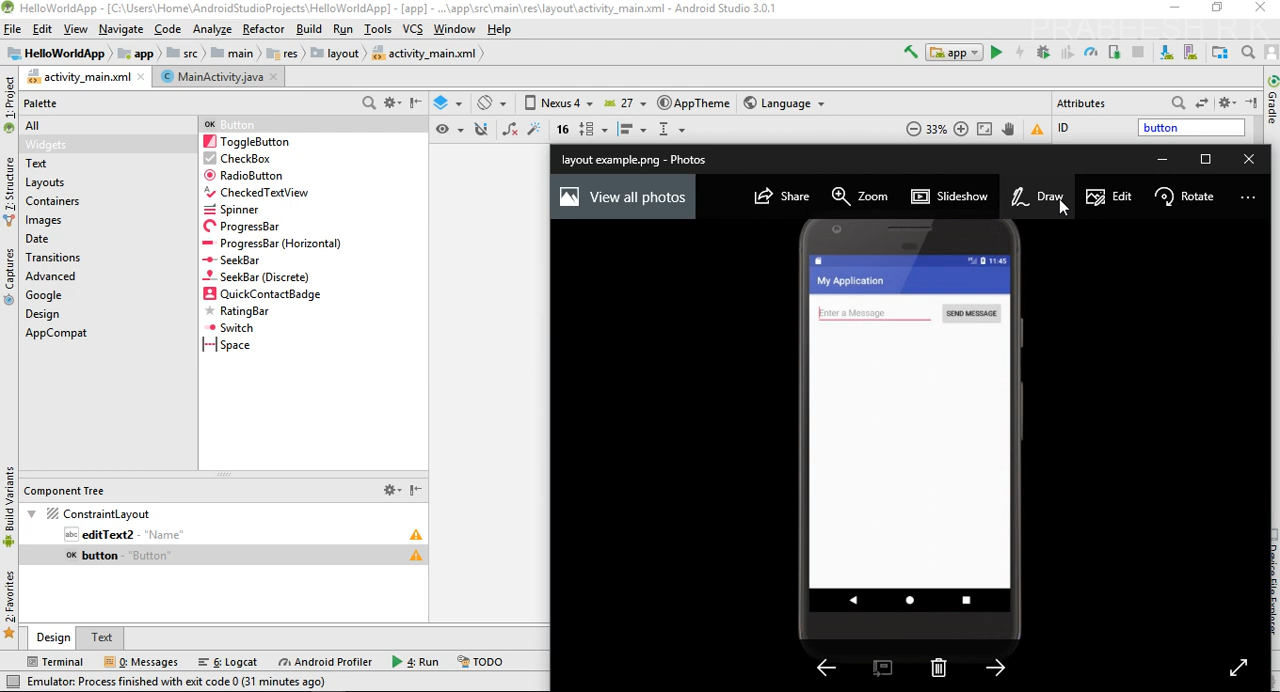 HelloWorldApp - [C:\Users\Home\AndroidStudioProjects\HelloWorldApp] - [app] - ...\app\src\main\res\layout\activity_main.xml - Android Studio 3.0.1
PRABEESH R K
File Edit View Navigate Code Analyze Refactor Build Run Tools VCS Window Help
HelloWorldApp app src main res layout activity_main.xml app
activity_main.xml MainActivity.java
1: Project
Z: Structure
Captures
Build Variants
2: Favorites
Gradle
Device File Explorer
Palette Nexus 4 27 AppTheme Language Attributes
All
Widgets
Text
Layouts
Containers
Images
Date
Transitions
Advanced
Google
Design
AppCompat
OK Button
ToggleButton
CheckBox
RadioButton
CheckedTextView
Spinner
ProgressBar
ProgressBar (Horizontal)
SeekBar
SeekBar (Discrete)
QuickContactBadge
RatingBar
Switch
Space
16 33% ID button
layout example.png - Photos
View all photos Share Zoom Slideshow Draw Edit Rotate ...
11:45
My Application
Enter a Message SEND MESSAGE
Component Tree
ConstraintLayout
abc editText2 - "Name"
OK button - "Button"
Design Text
Terminal 0: Messages 6: Logcat Android Profiler 4: Run TODO
Emulator: Process finished with exit code 0 (31 minutes ago)